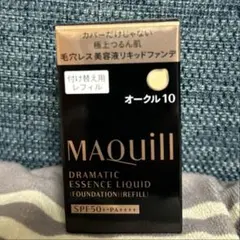 カバーだけじゃない
極上つるん肌
毛穴レス美容液リキッドファンデ
付け替え用
レフィル
オークル10
MAQuill
DRAMATIC
ESSENCE LIQUID
(FOUNDATION)(REFILL)
SPF50+・PA++++